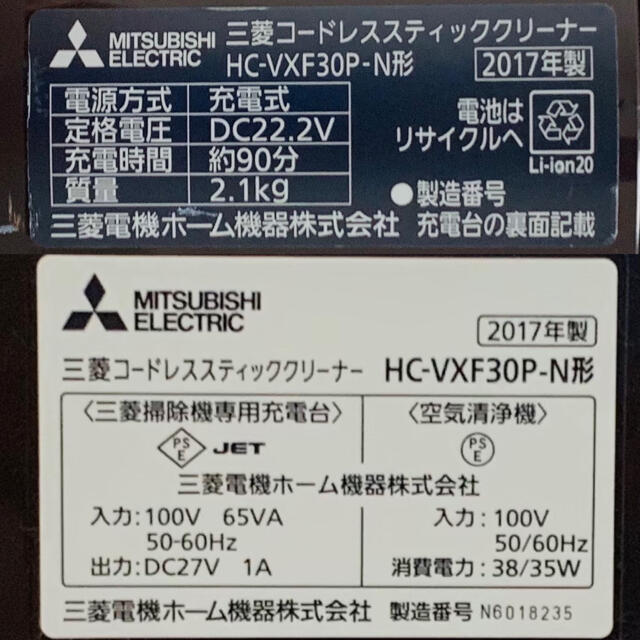 MITSUBISHI ELECTRIC 三菱コードレススティッククリーナー
HC-VXF30P-N形 2017年製
電源方式 充電式
定格電圧 DC22.2V
充電時間 約90分
質量 2.1kg
電池は
リサイクルへ
Li-ion20
●製造番号
三菱電機ホーム機器株式会社 充電台の裏面記載
MITSUBISHI
ELECTRIC
2017年製
三菱コードレススティッククリーナー HC-VXF30P-N形
〈三菱掃除機専用充電台〉 〈空気清浄機〉
PS
E JET
PS
E
三菱電機ホーム機器株式会社
入力:100V 65VA
50-60Hz
出力:DC27V 1A
入力:100V
50/60Hz
消費電力:38/35W
三菱電機ホーム機器株式会社 製造番号 N6018235